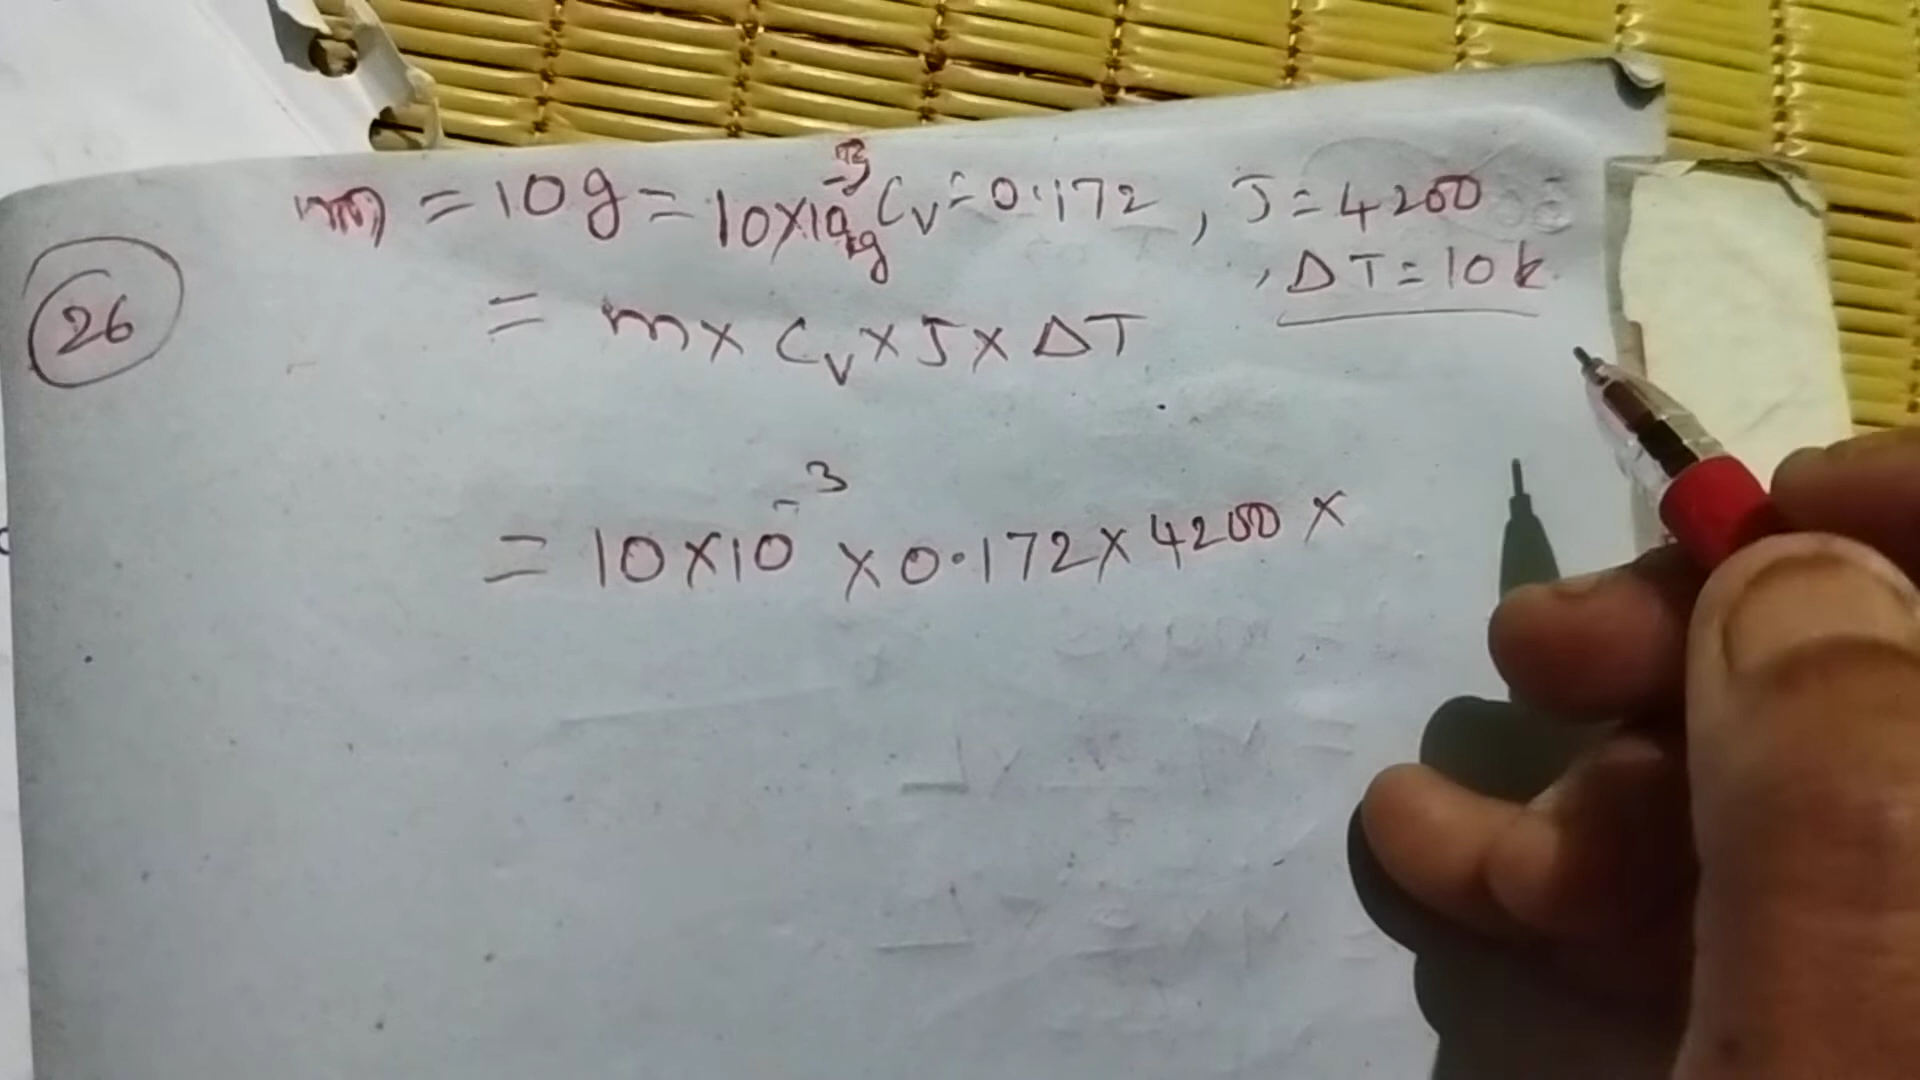 m = 10g = 10×10⁻³kg Cᵥ = 0.172, J = 4200
, ΔT = 10k
26
= m × Cᵥ × J × ΔT
= 10×10⁻³ × 0.172 × 4200 ×